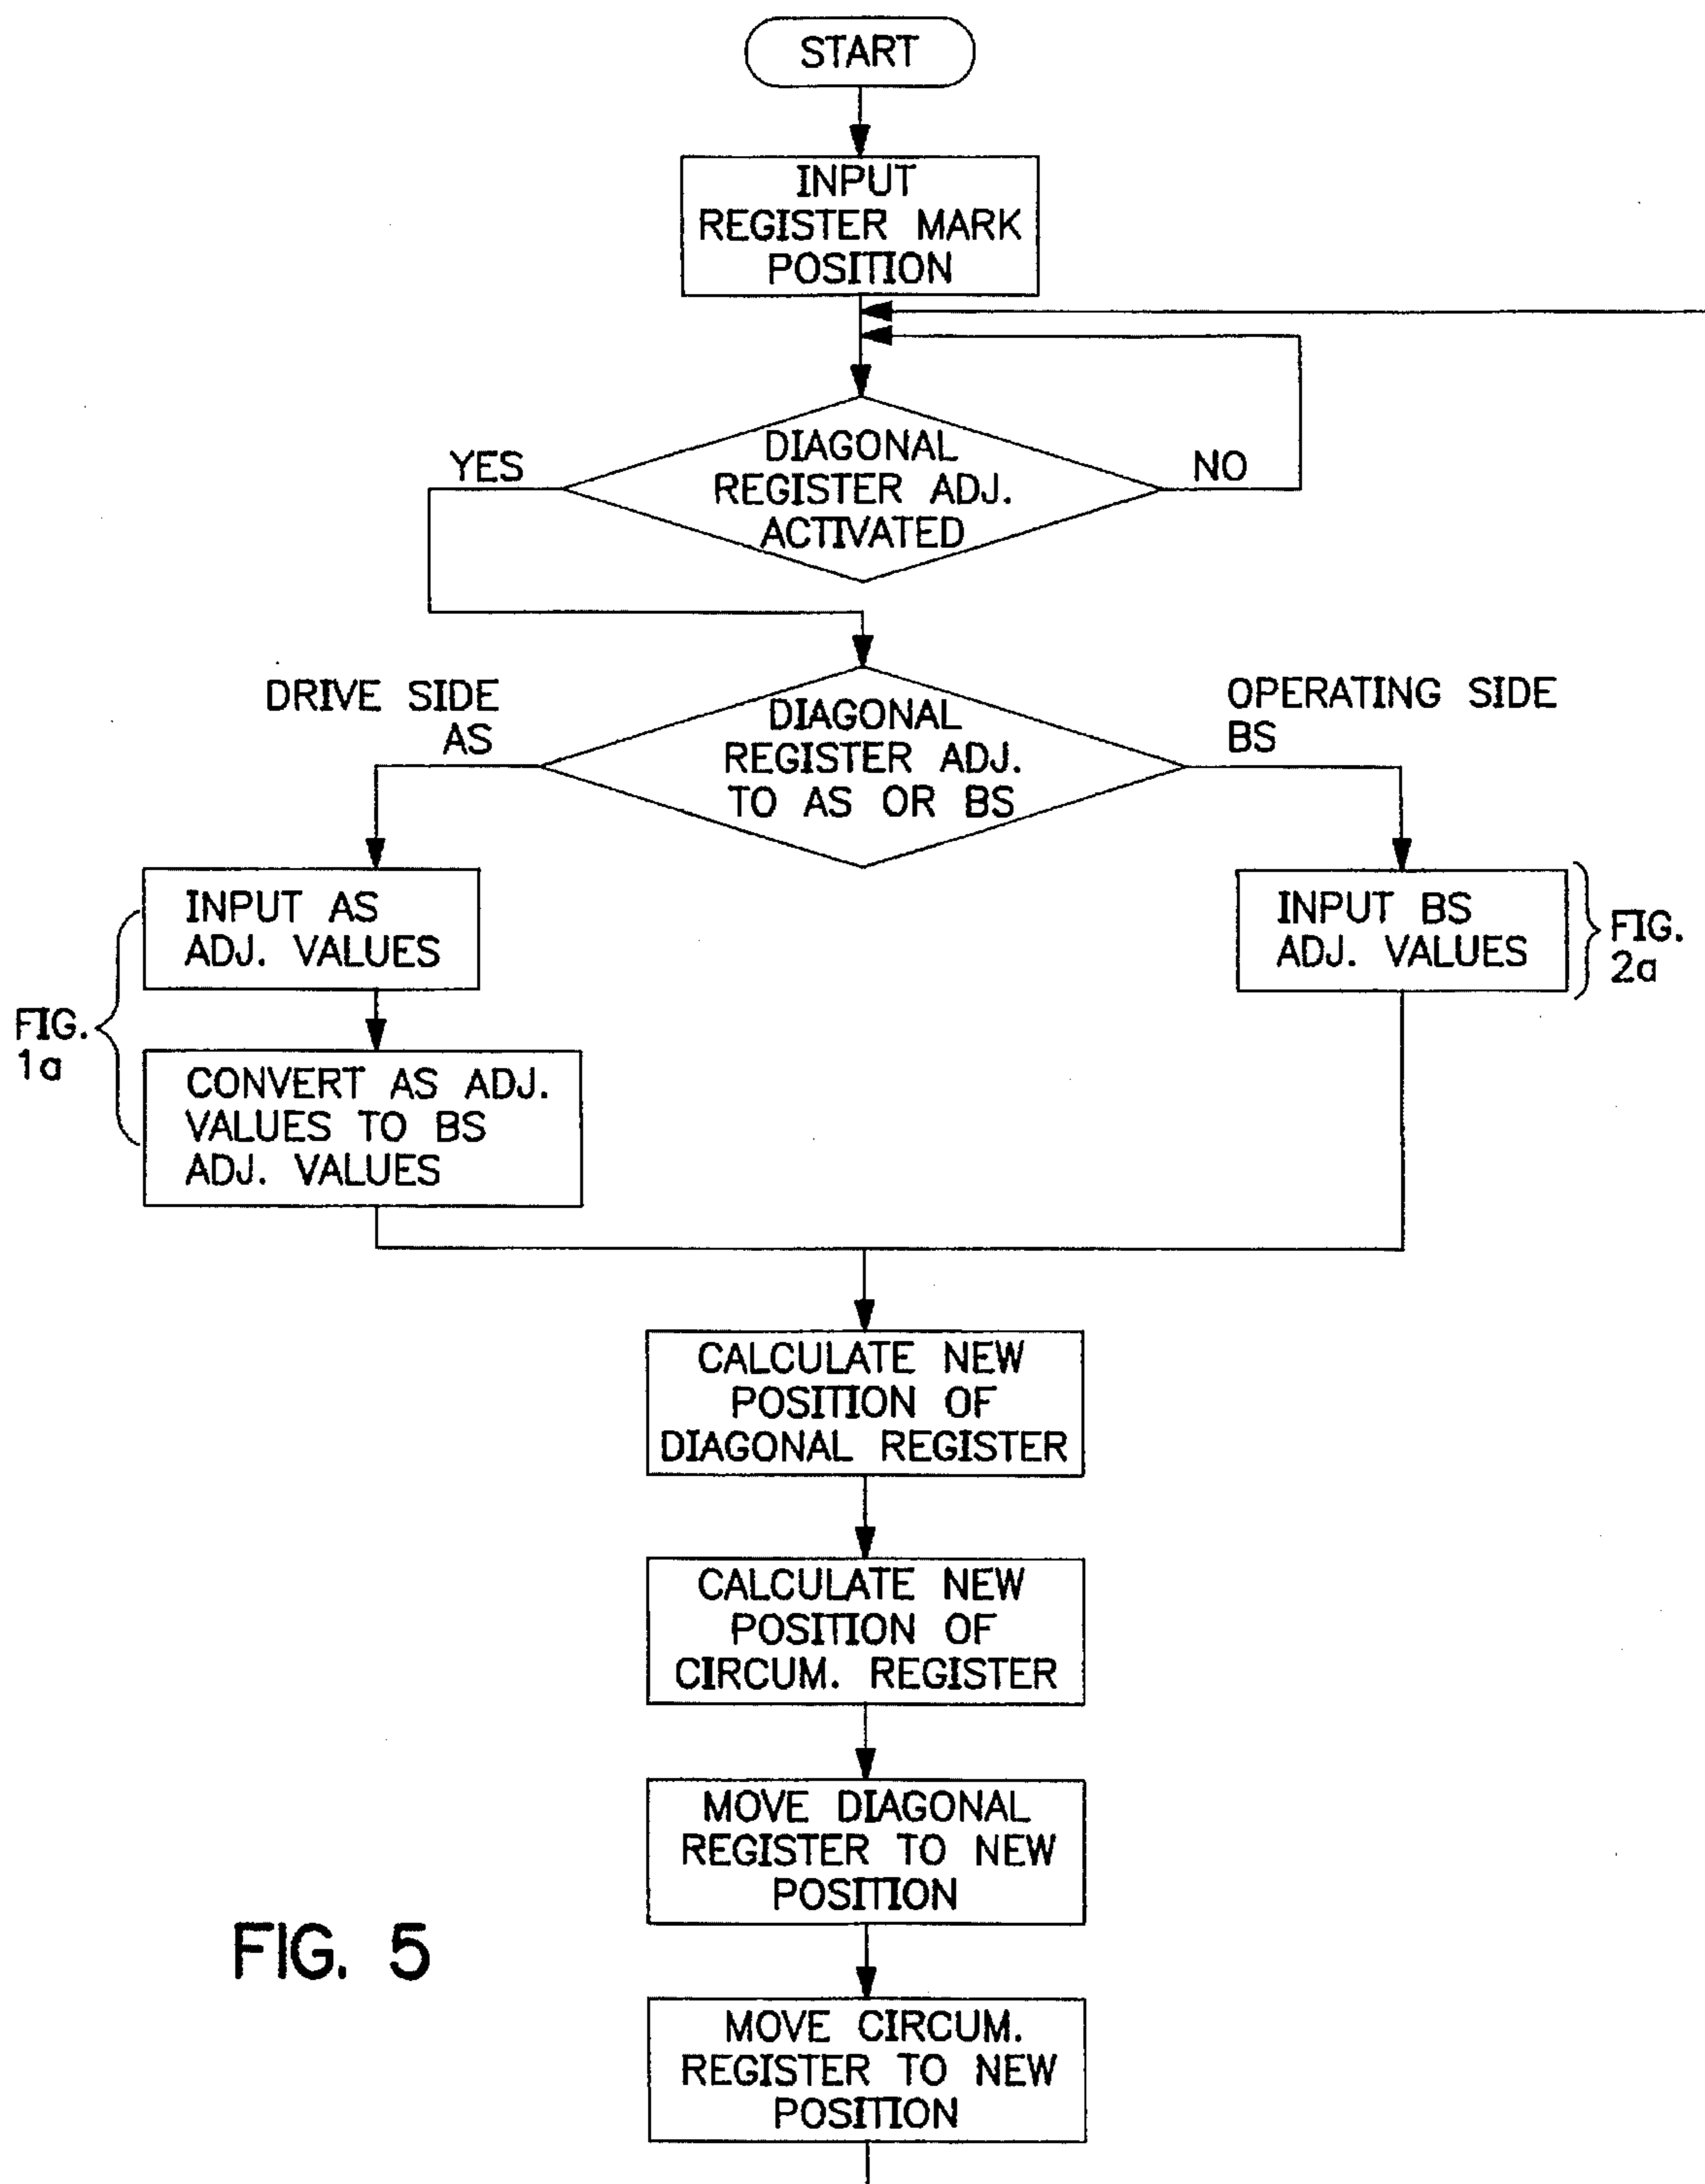 START
INPUT
REGISTER MARK
POSITION
YES
DIAGONAL
REGISTER ADJ.
ACTIVATED
NO
DRIVE SIDE
AS
DIAGONAL
REGISTER ADJ.
TO AS OR BS
OPERATING SIDE
BS
INPUT AS
ADJ. VALUES
INPUT BS
ADJ. VALUES
FIG.
2a
FIG.
1a
CONVERT AS ADJ.
VALUES TO BS
ADJ. VALUES
CALCULATE NEW
POSITION OF
DIAGONAL REGISTER
CALCULATE NEW
POSITION OF
CIRCUM. REGISTER
MOVE DIAGONAL
REGISTER TO NEW
POSITION
FIG. 5
MOVE CIRCUM.
REGISTER TO NEW
POSITION